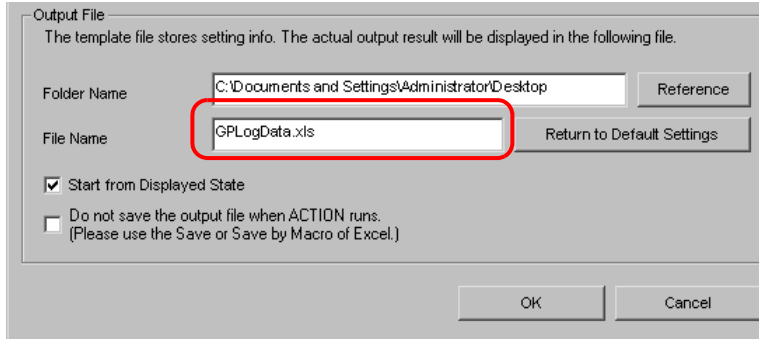 Output File
The template file stores setting info. The actual output result will be displayed in the following file.
Folder Name C:\Documents and Settings\Administrator\Desktop Reference
File Name GPLogData.xls Return to Default Settings
Start from Displayed State
Do not save the output file when ACTION runs.
(Please use the Save or Save by Macro of Excel.)
OK Cancel